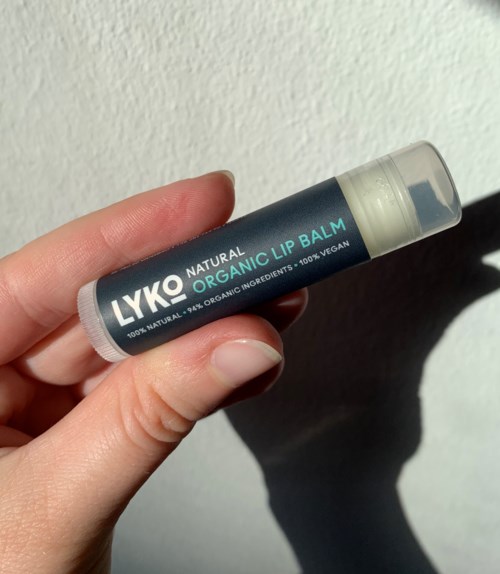 LYKO
NATURAL
ORGANIC LIP BALM
100% NATURAL • 94% ORGANIC INGREDIENTS • 100% VEGAN